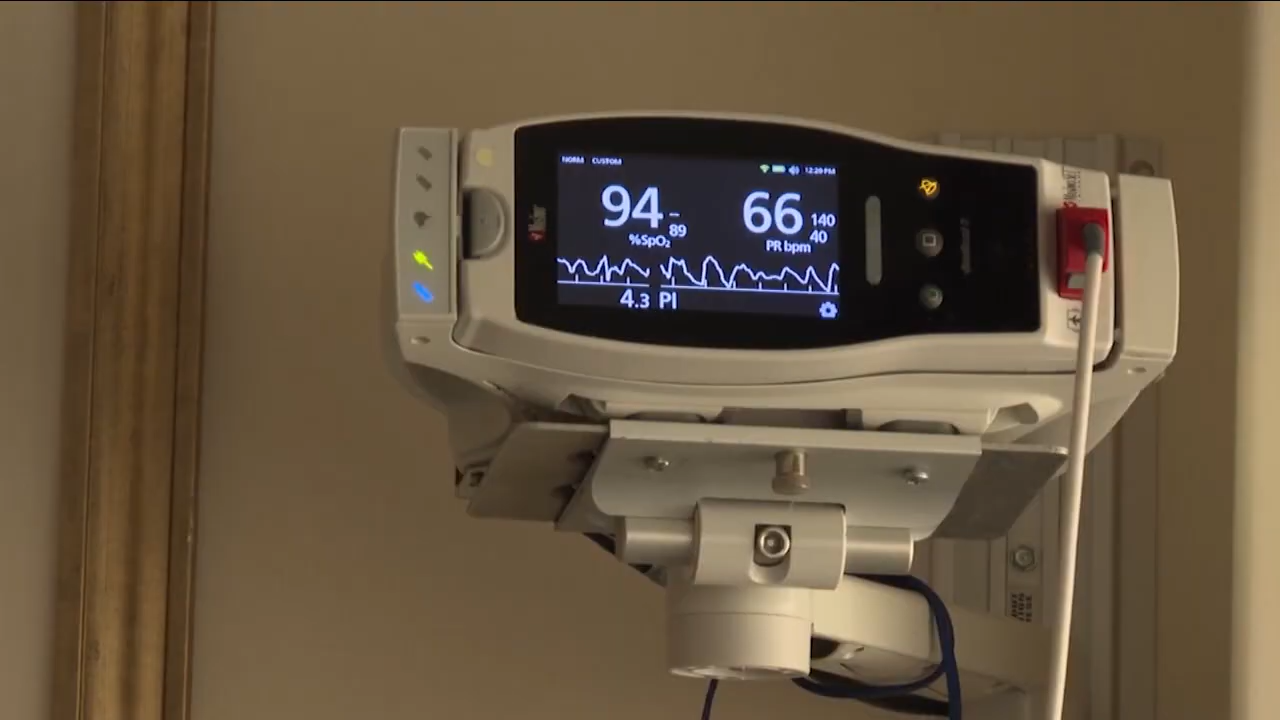 NORM CUSTOM 12:29 PM
94 – 89
%SpO₂
66 140 40
PR bpm
4.3 PI